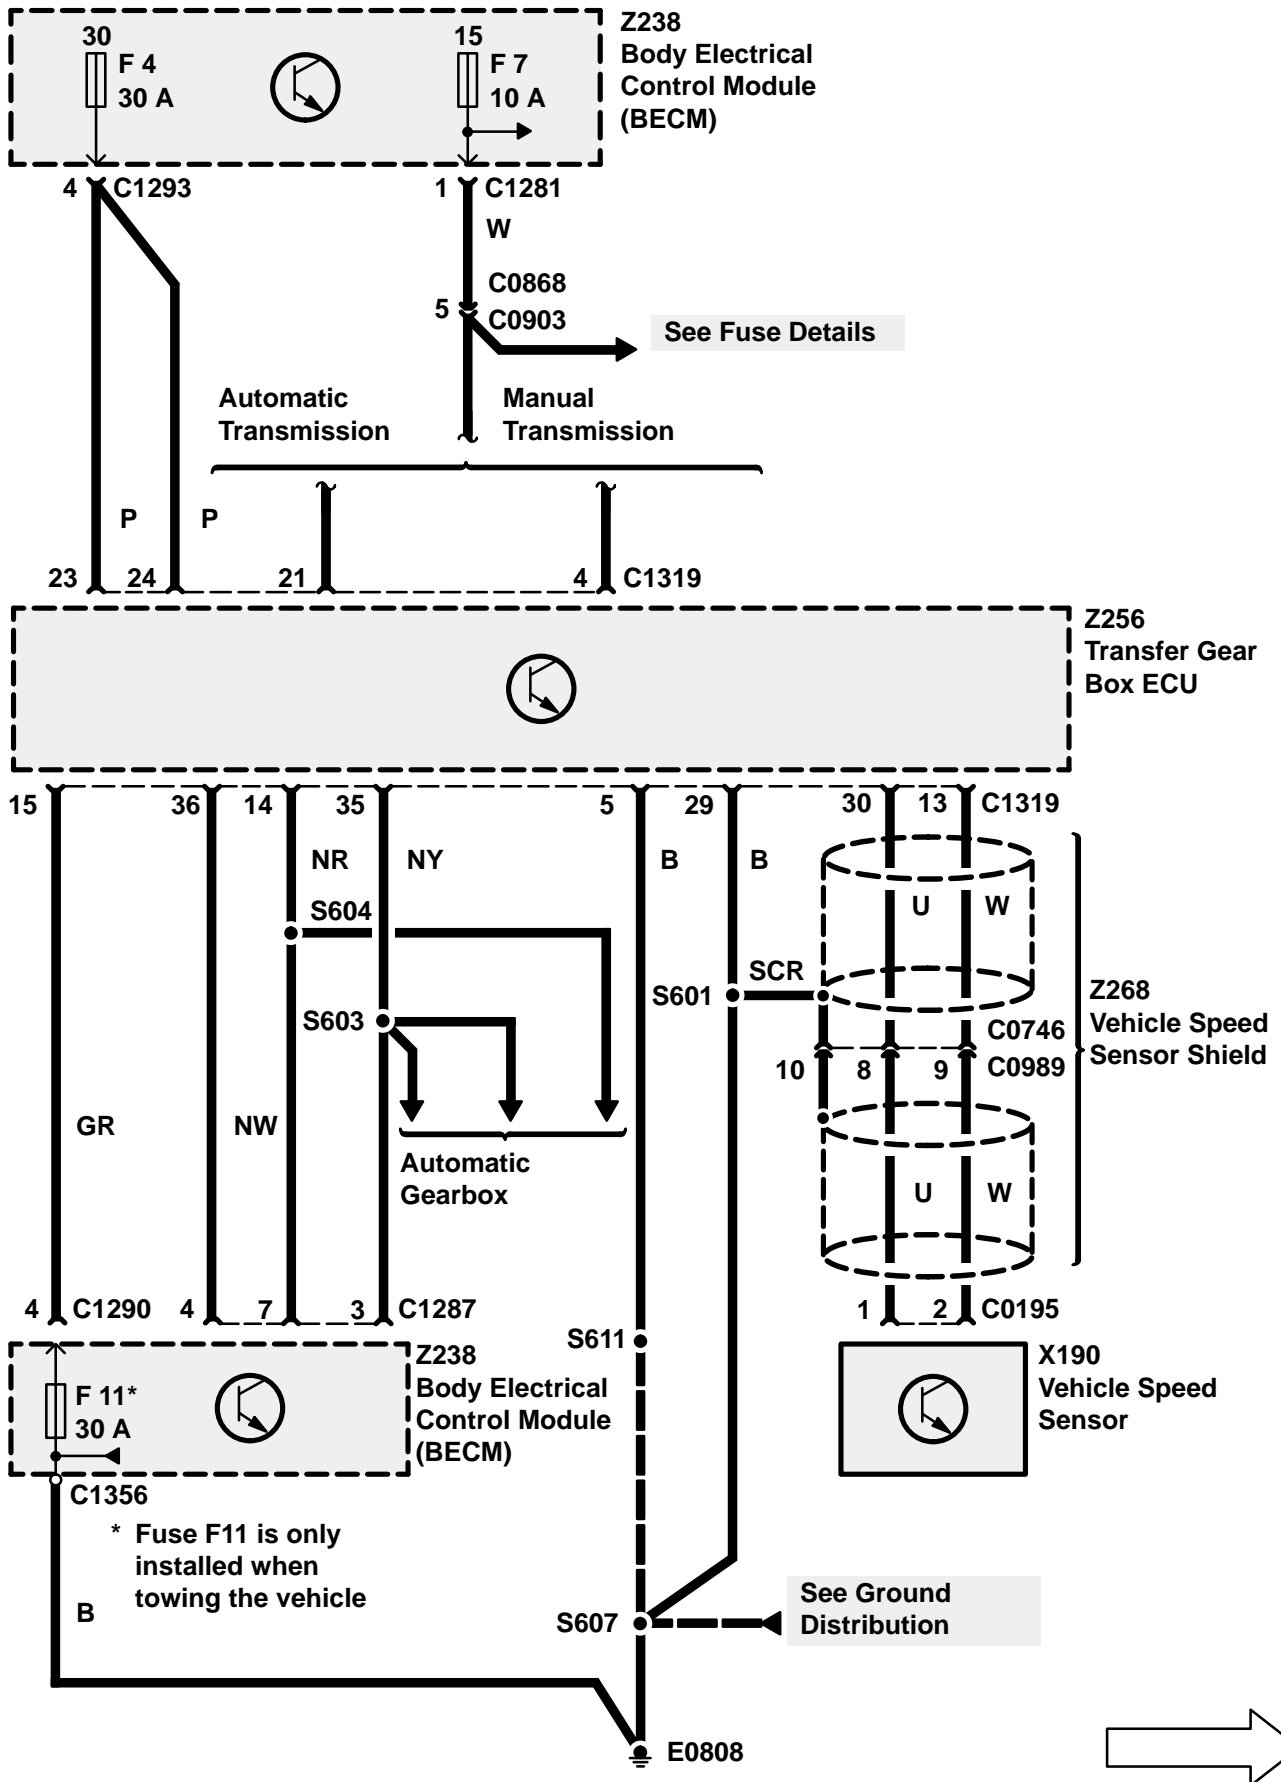 30
F 4
30 A
15
F 7
10 A
Z238
Body Electrical
Control Module
(BECM)
4 C1293
1 C1281
W
C0868
5
C0903
See Fuse Details
Automatic
Transmission
Manual
Transmission
P
P
23 24 21 4 C1319
Z256
Transfer Gear
Box ECU
15 36 14 35 5 29 30 13 C1319
NR NY B B
S604
U W
SCR
S601
S603
Z268
Vehicle Speed
Sensor Shield
C0746
10 8 9 C0989
GR NW
Automatic
Gearbox
U W
4 C1290 4 7 3 C1287
1 2 C0195
S611
Z238
Body Electrical
Control Module
(BECM)
F 11*
30 A
X190
Vehicle Speed
Sensor
C1356
* Fuse F11 is only
installed when
towing the vehicle
B
See Ground
Distribution
S607
E0808